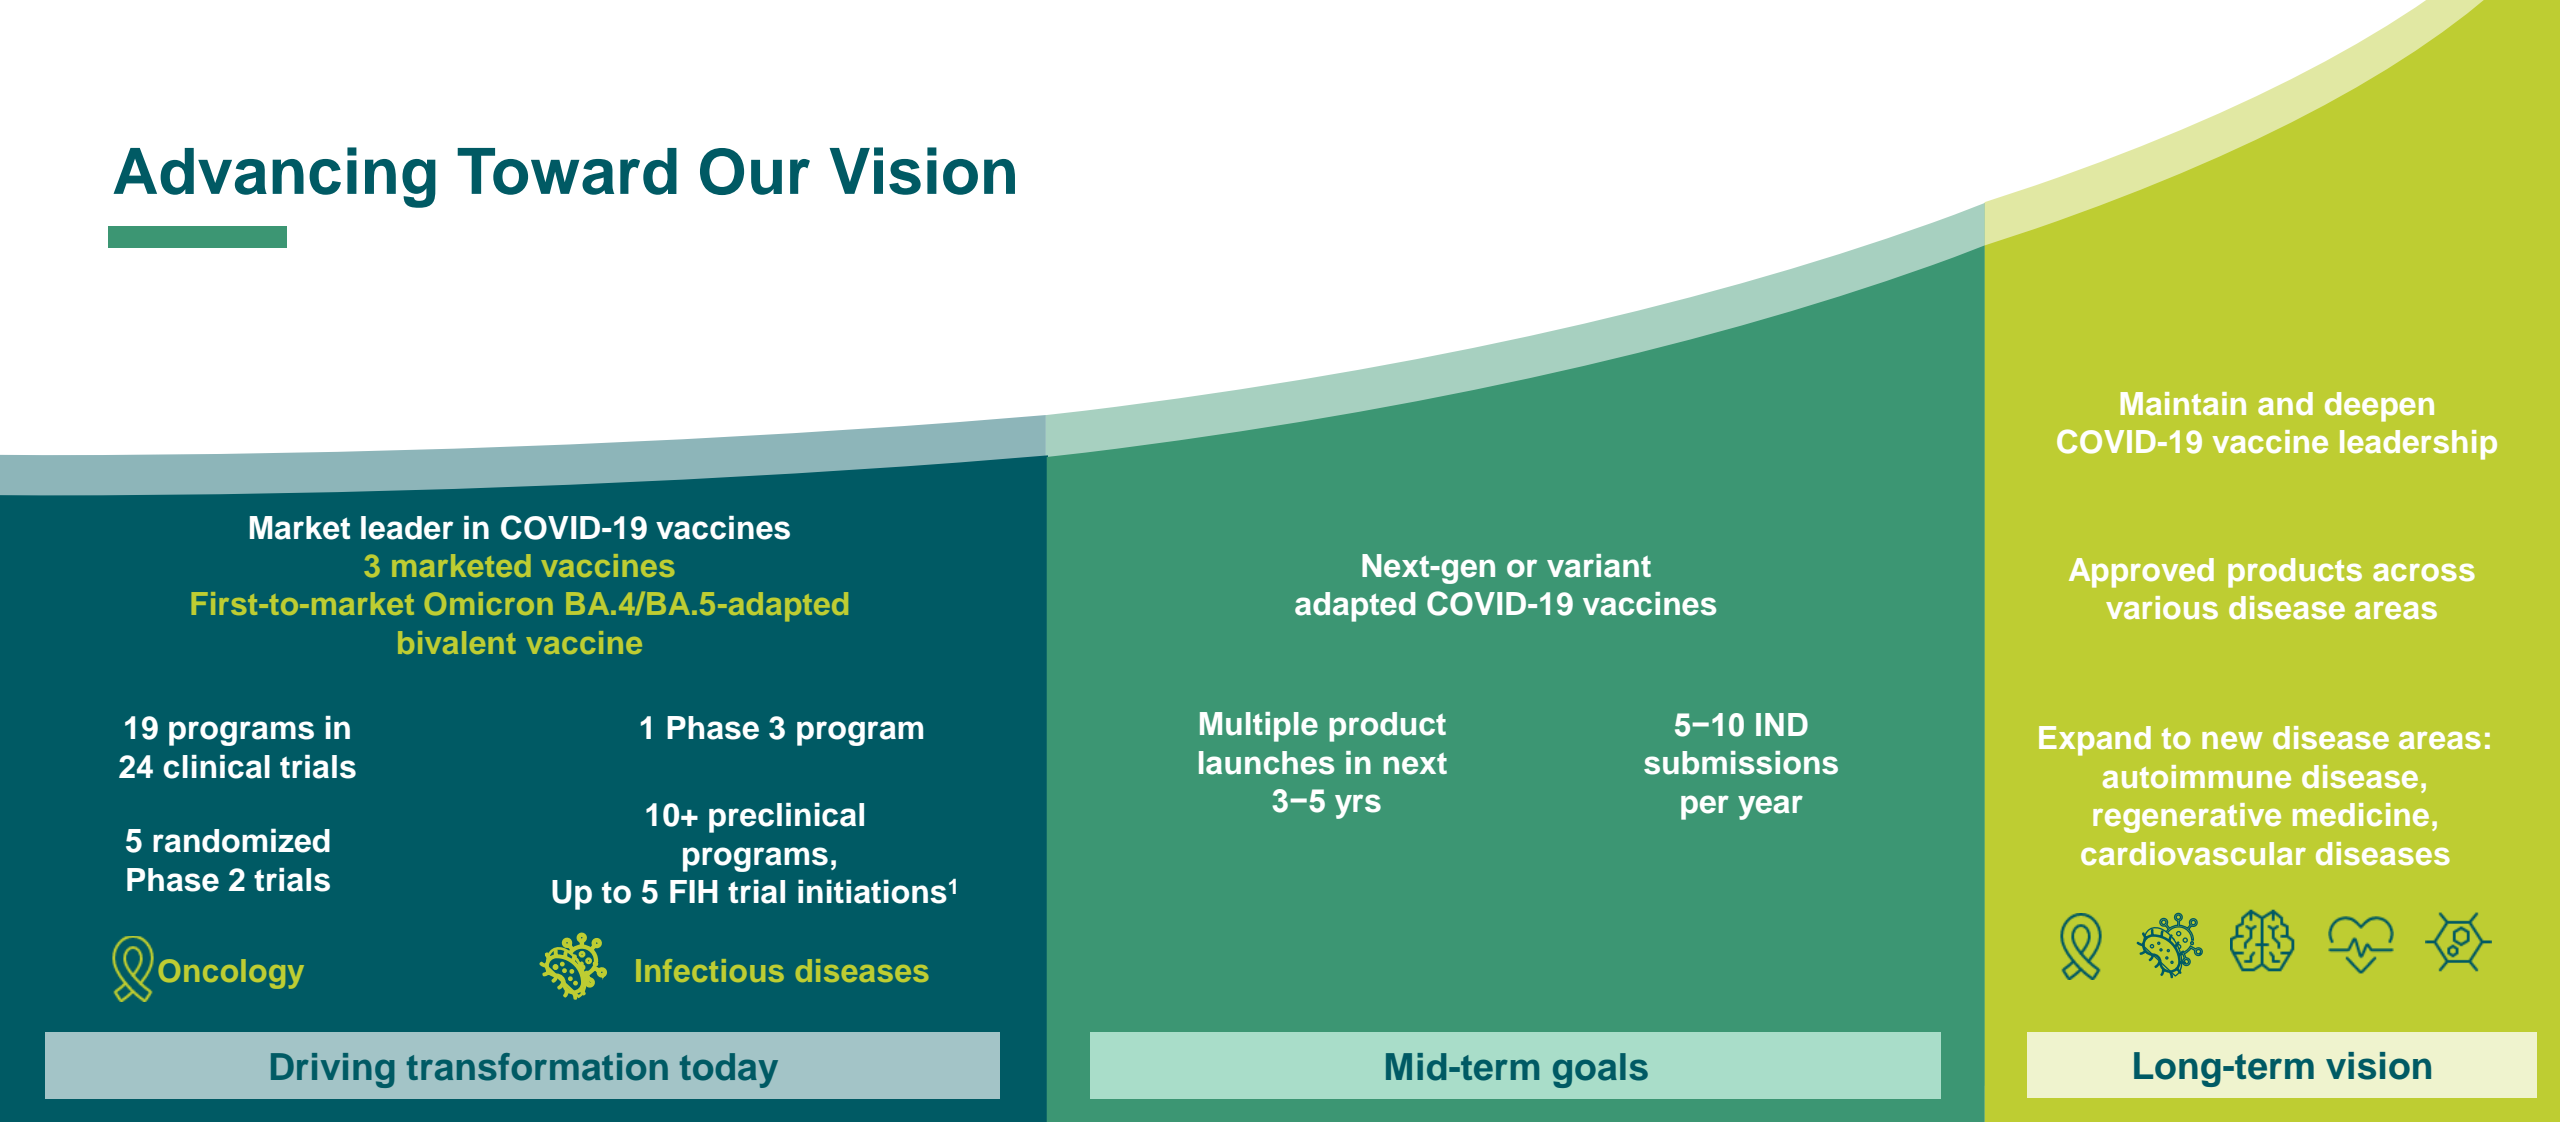 Advancing Toward Our Vision
Market leader in COVID-19 vaccines
3 marketed vaccines
First-to-market Omicron BA.4/BA.5-adapted
bivalent vaccine
19 programs in
24 clinical trials
5 randomized
Phase 2 trials
Oncology
1 Phase 3 program
10+ preclinical
programs,
Up to 5 FIH trial initiations¹
Infectious diseases
Driving transformation today
Next-gen or variant
adapted COVID-19 vaccines
Multiple product
launches in next
3−5 yrs
5−10 IND
submissions
per year
Mid-term goals
Maintain and deepen
COVID-19 vaccine leadership
Approved products across
various disease areas
Expand to new disease areas:
autoimmune disease,
regenerative medicine,
cardiovascular diseases
Long-term vision